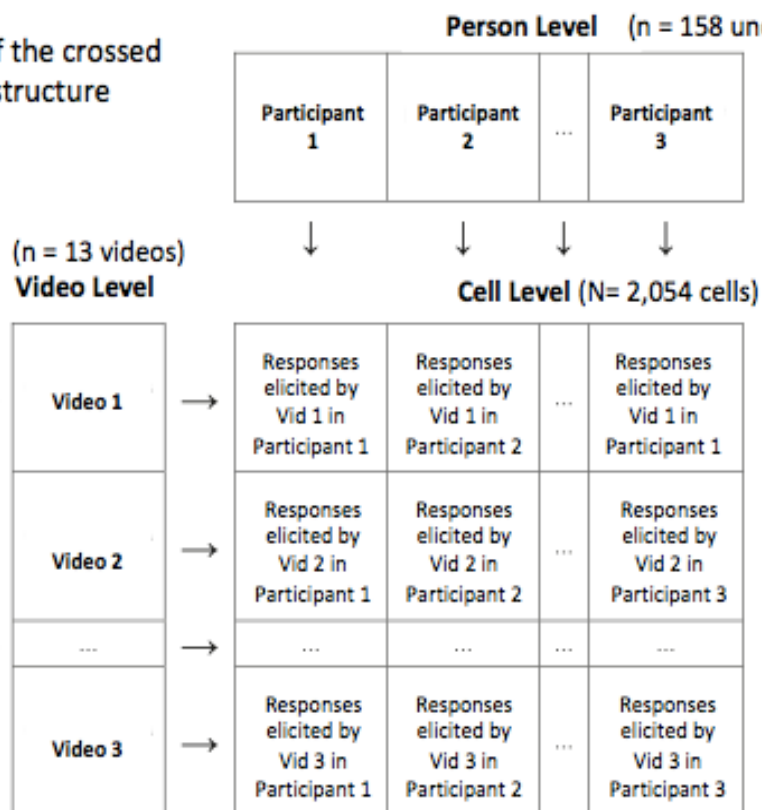 Person Level (n = 158 un
f the crossed
structure
Participant 1
Participant 2
...
Participant 3
↓ ↓ ↓ ↓
(n = 13 videos)
Video Level
Cell Level (N= 2,054 cells)
Video 1
→
Responses elicited by Vid 1 in Participant 1
Responses elicited by Vid 1 in Participant 2
...
Responses elicited by Vid 1 in Participant 1
Video 2
→
Responses elicited by Vid 2 in Participant 1
Responses elicited by Vid 2 in Participant 2
...
Responses elicited by Vid 2 in Participant 3
...
→
...
...
...
...
Video 3
→
Responses elicited by Vid 3 in Participant 1
Responses elicited by Vid 3 in Participant 2
...
Responses elicited by Vid 3 in Participant 3